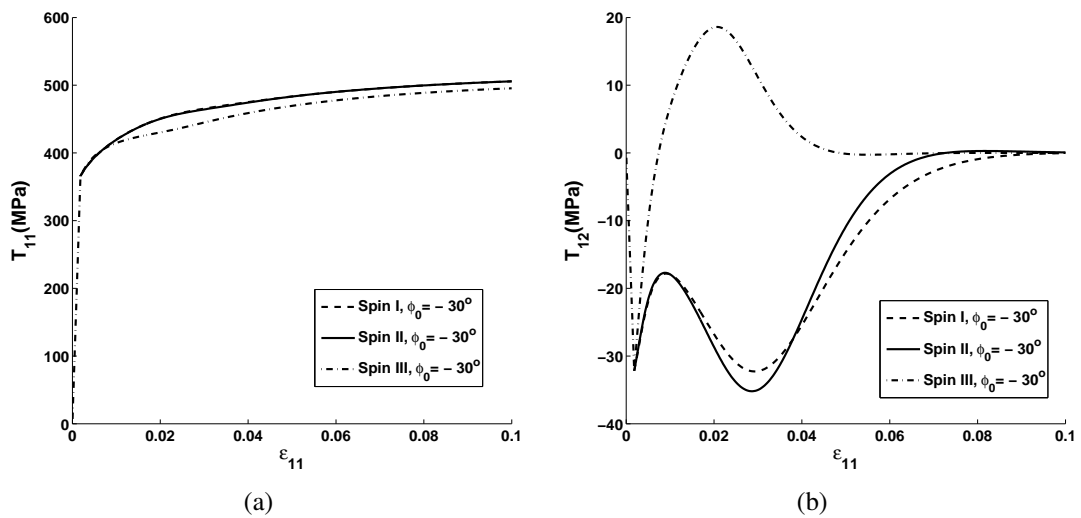 600
500
400
300
200
100
0
T11(MPa)
Spin I, ϕ0= − 30o
Spin II, ϕ0= − 30o
Spin III, ϕ0= − 30o
0
0.02
0.04
0.06
0.08
0.1
ε11
(a)
20
10
0
−10
−20
−30
−40
T12(MPa)
Spin I, ϕ0= − 30o
Spin II, ϕ0= − 30o
Spin III, ϕ0= − 30o
0
0.02
0.04
0.06
0.08
0.1
ε11
(b)